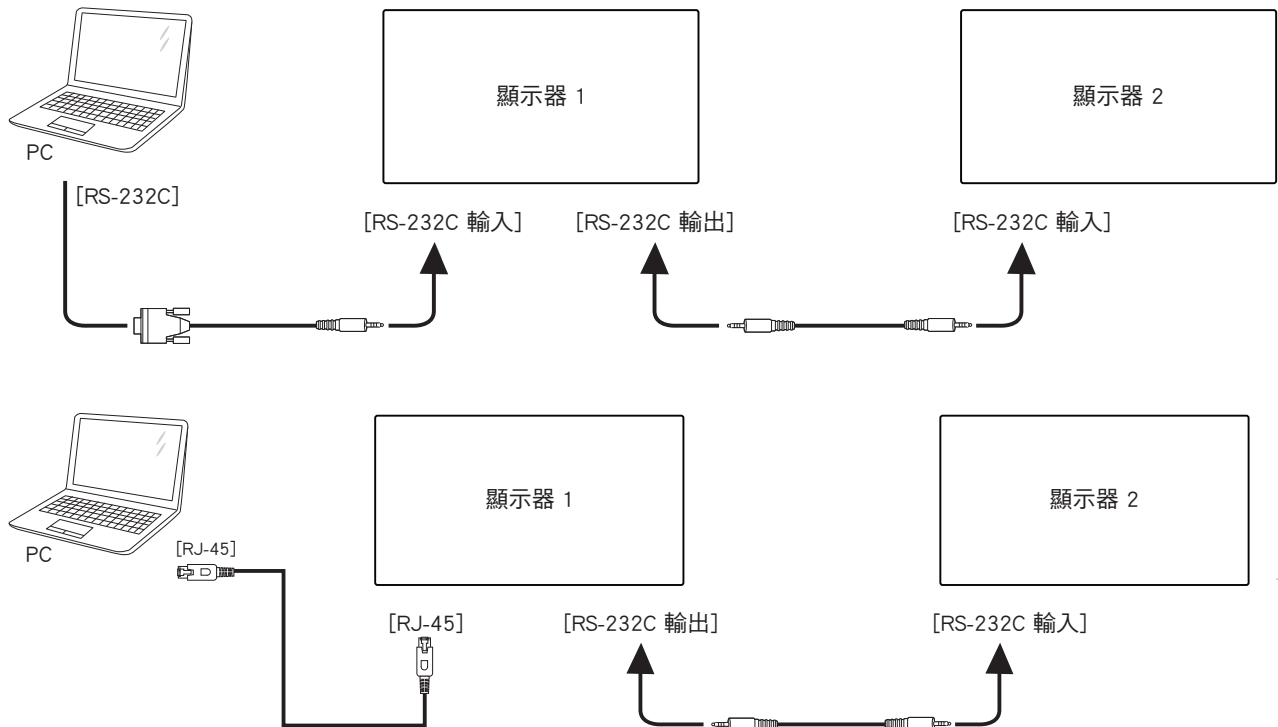 顯示器 1
顯示器 2
PC
[RS-232C]
[RS-232C 輸入]
[RS-232C 輸出]
[RS-232C 輸入]
顯示器 1
顯示器 2
PC
[RJ-45]
[RJ-45]
[RS-232C 輸出]
[RS-232C 輸入]